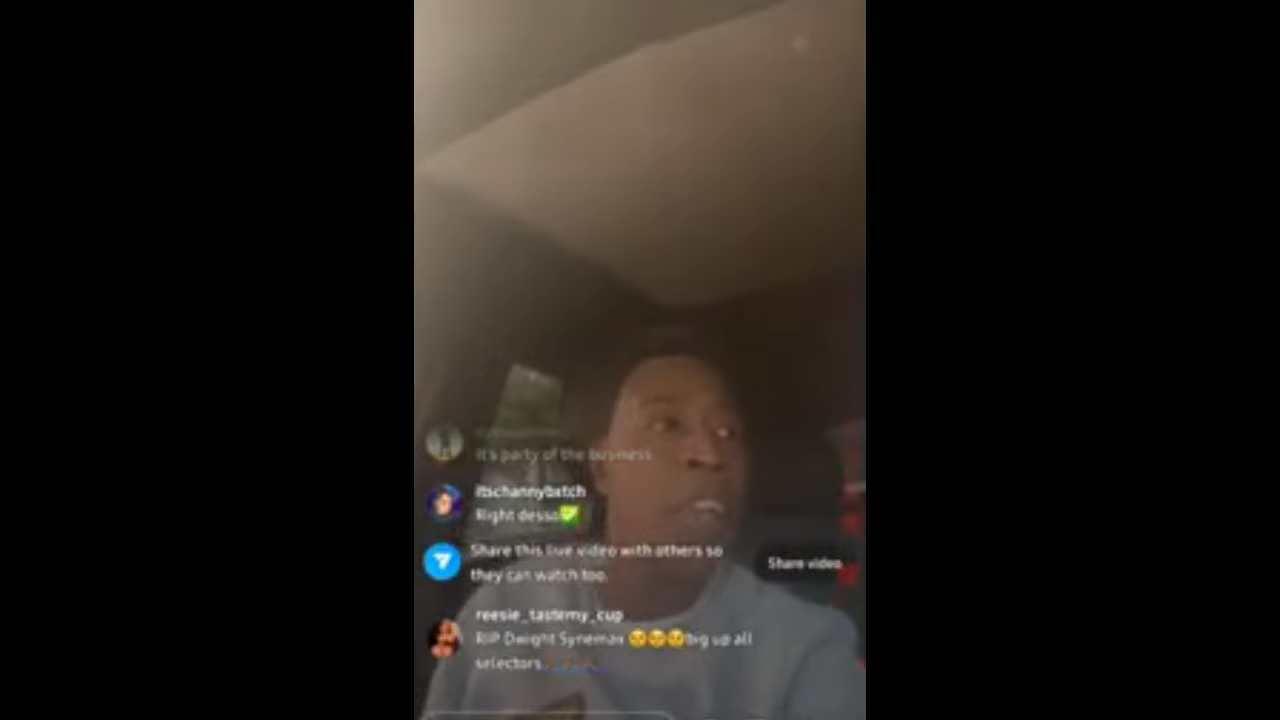 It's party of the business
itschannybxtch
Right desso✅
Share this live video with others so
they can watch too.
Share video
reesie_tastemy_cup
RIP Dwight Synemax 🥺🥺🥺big up all
selectors